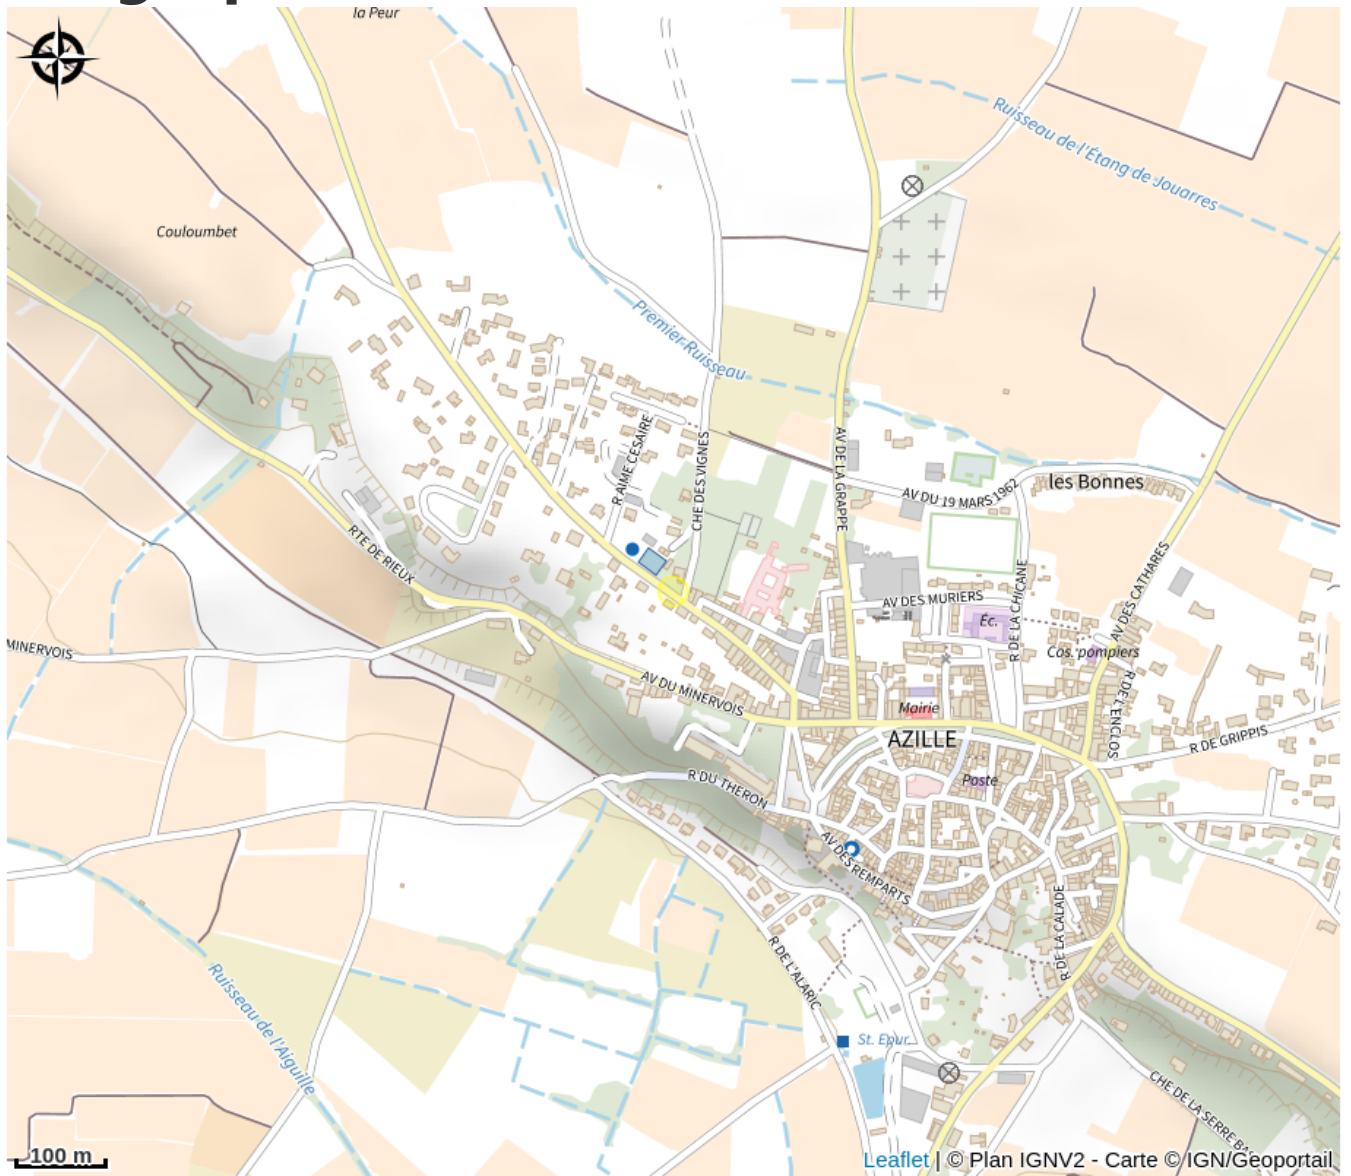 la Peur
Ruisseau de l'Étang de Jouarres
Couloumbet
Premier Ruisseau
R AIME CESAIRE
CHE DES VIGNES
AV DE LA GRAPPE
AV DU 19 MARS 1962
les Bonnes
RTE DE RIEUX
AV DES CATHARES
R DE LA CHICANE
AV DES MURIERS
Éc.
Cas. pompiers
MINERVOIS
AV DU MINERVOIS
R DE L'ENCLOS
Mairie
AZILLE
R DE GRIPPIS
R DU THERON
Poste
AV DES REMPARTS
R DE LA CALADE
R DE L'ALARIC
Ruisseau de l'Aiguille
St. Epur.
CHE DE LA SERRE BA
100 m
Leaflet | © Plan IGNV2 - Carte © IGN/Geoportail